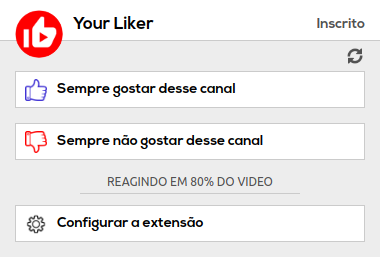 Your Liker
Inscrito
Sempre gostar desse canal
Sempre não gostar desse canal
REAGINDO EM 80% DO VIDEO
Configurar a extensão